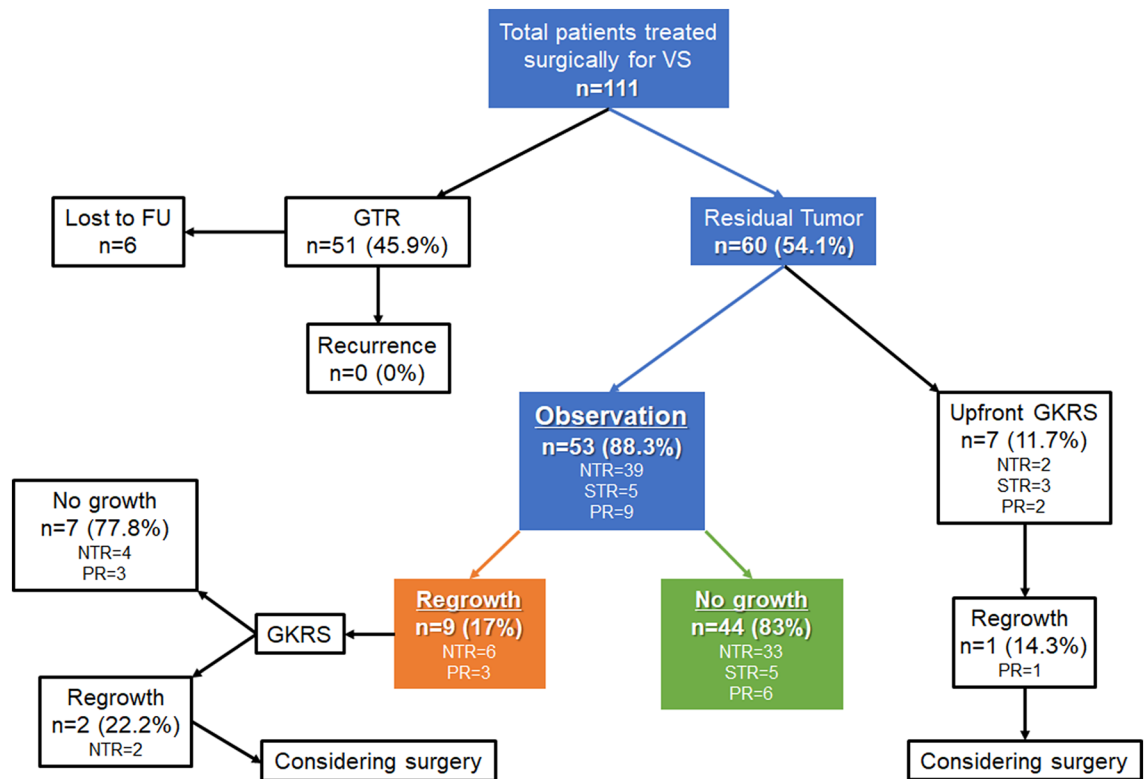 Total patients treated
surgically for VS
n=111
Lost to FU
n=6
GTR
n=51 (45.9%)
Residual Tumor
n=60 (54.1%)
Recurrence
n=0 (0%)
Observation
n=53 (88.3%)
NTR=39
STR=5
PR=9
Upfront GKRS
n=7 (11.7%)
NTR=2
STR=3
PR=2
No growth
n=7 (77.8%)
NTR=4
PR=3
Regrowth
n=9 (17%)
NTR=6
PR=3
No growth
n=44 (83%)
NTR=33
STR=5
PR=6
Regrowth
n=1 (14.3%)
PR=1
GKRS
Regrowth
n=2 (22.2%)
NTR=2
Considering surgery
Considering surgery